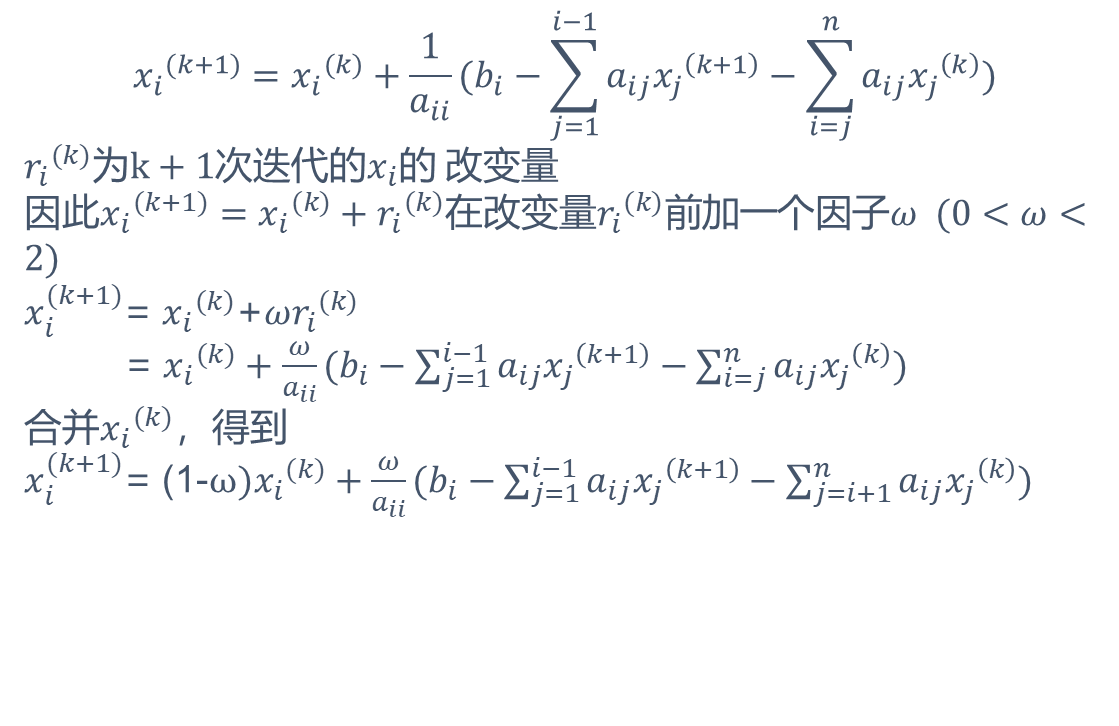 xᵢ⁽ᵏ⁺¹⁾ = xᵢ⁽ᵏ⁾ + \frac{1}{a_{ii}}(b_i − \sum_{j=1}^{i−1} a_{ij}x_j^{(k+1)} − \sum_{i=j}^{n} a_{ij}x_j^{(k)})
r_i^{(k)}为k + 1次迭代的x_i的 改变量
因此x_i^{(k+1)} = x_i^{(k)} + r_i^{(k)}在改变量r_i^{(k)}前加一个因子ω (0 < ω <
2)
x_i^{(k+1)}= x_i^{(k)}+ωr_i^{(k)}
= x_i^{(k)} + \frac{ω}{a_{ii}}(b_i − \sum_{j=1}^{i−1} a_{ij}x_j^{(k+1)} − \sum_{i=j}^{n} a_{ij}x_j^{(k)})
合并x_i^{(k)}，得到
x_i^{(k+1)}= (1-ω)x_i^{(k)} + \frac{ω}{a_{ii}}(b_i − \sum_{j=1}^{i−1} a_{ij}x_j^{(k+1)} − \sum_{j=i+1}^{n} a_{ij}x_j^{(k)})